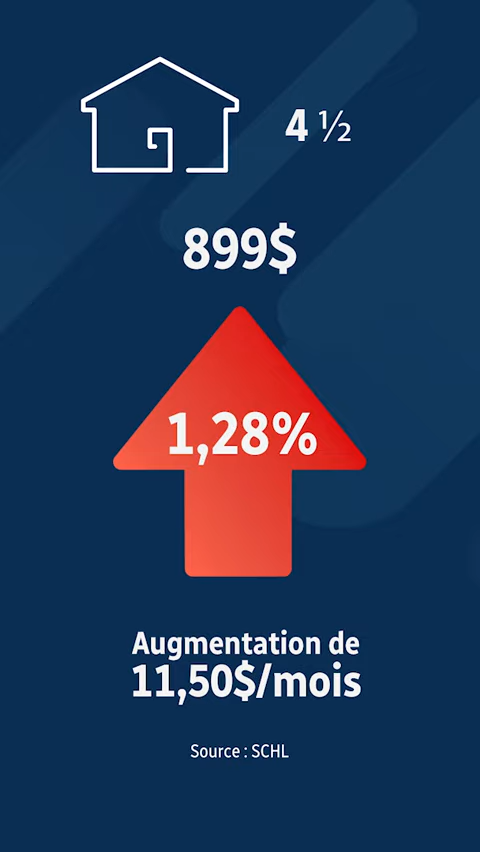 4 ½
899$
1,28%
Augmentation de
11,50$/mois
Source : SCHL